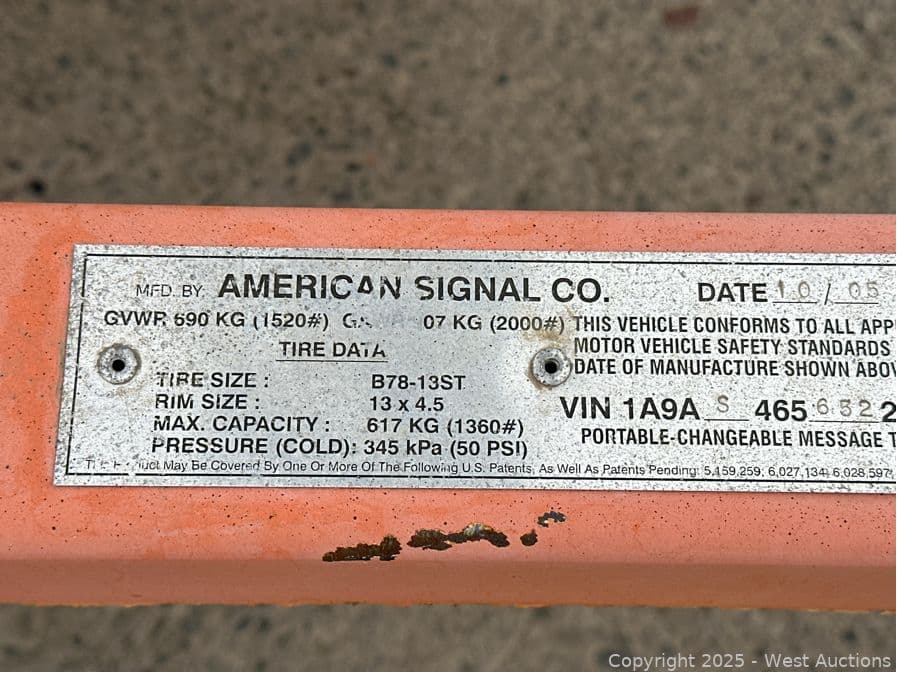 MFD. BY AMERICAN SIGNAL CO. DATE 10 / 05
GVWR 690 KG (1520#) 07 KG (2000#) THIS VEHICLE CONFORMS TO ALL APP
TIRE DATA MOTOR VEHICLE SAFETY STANDARDS
DATE OF MANUFACTURE SHOWN ABOV
TIRE SIZE : B78-13ST
RIM SIZE : 13 x 4.5
VIN 1A9A S 465 6322
MAX. CAPACITY : 617 KG (1360#)
PORTABLE-CHANGEABLE MESSAGE T
PRESSURE (COLD): 345 kPa (50 PSI)
May Be Covered By One Or More Of The Following U.S. Patents, As Well As Patents Pending: 5,159,259; 6,027,134; 6,028,597
Copyright 2025 - West Auctions